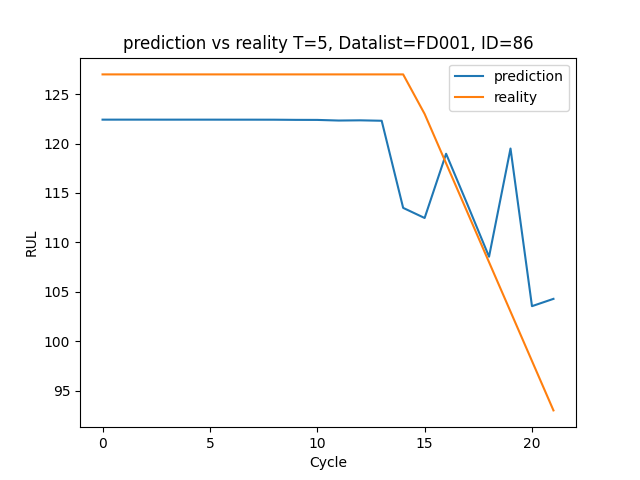 prediction vs reality T=5, Datalist=FD001, ID=86
prediction
reality
RUL
125
120
115
110
105
100
95
0 5 10 15 20
Cycle